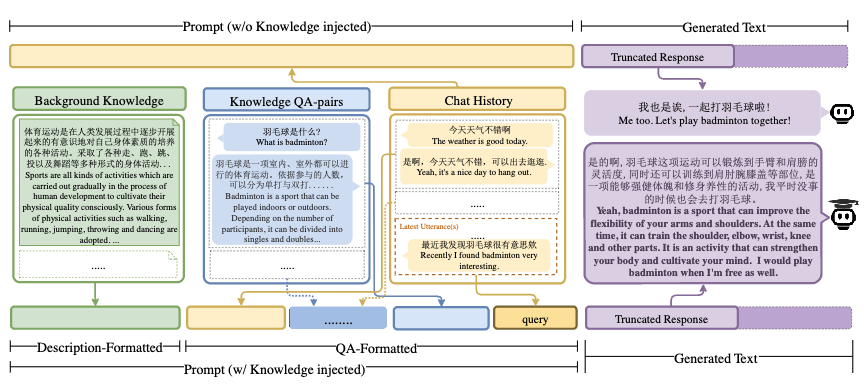 Prompt (w/o Knowledge injected)
Generated Text
Truncated Response
Background Knowledge
体育运动是在人类发展过程中逐步开展
起来的有意识地对自己身体素质的培养
的各种活动。采取了各种走、跑、跳、
投以及舞蹈等多种形式的身体活动...
Sports are all kinds of activities which are
carried out gradually in the process of
human development to cultivate their
physical quality consciously. Various forms
of physical activities such as walking,
running, jumping, throwing and dancing are
adopted. ...
.....
Knowledge QA-pairs
羽毛球是什么?
What is badminton?
羽毛球是一项室内、室外都可以进
行的体育运动。依据参与的人数,
可以分为单打与双打......
Badminton is a sport that can be
played indoors or outdoors.
Depending on the number of
participants, it can be divided into
singles and doubles...
.....
Chat History
今天天气不错啊
The weather is good today.
是啊，今天天气不错，可以出去逛逛.
Yeah, it's a nice day to hang out.
.....
Latest Utterance(s)
.....
最近我发现羽毛球很有意思欸
Recently I found badminton very
interesting.
我也是诶, 一起打羽毛球啦!
Me too. Let's play badminton together!
是的啊, 羽毛球这项运动可以锻炼到手臂和肩膀的
灵活度, 同时还可以训练到肩肘腕膝盖等部位, 是
一项能够强健体魄和修身养性的活动, 我平时没事
的时候也会去打羽毛球。
Yeah, badminton is a sport that can improve the
flexibility of your arms and shoulders. At the same
time, it can train the shoulder, elbow, wrist, knee
and other parts. It is an activity that can strengthen
your body and cultivate your mind. I would play
badminton when I'm free as well.
........
query
Truncated Response
Description-Formatted
QA-Formatted
Prompt (w/ Knowledge injected)
Generated Text